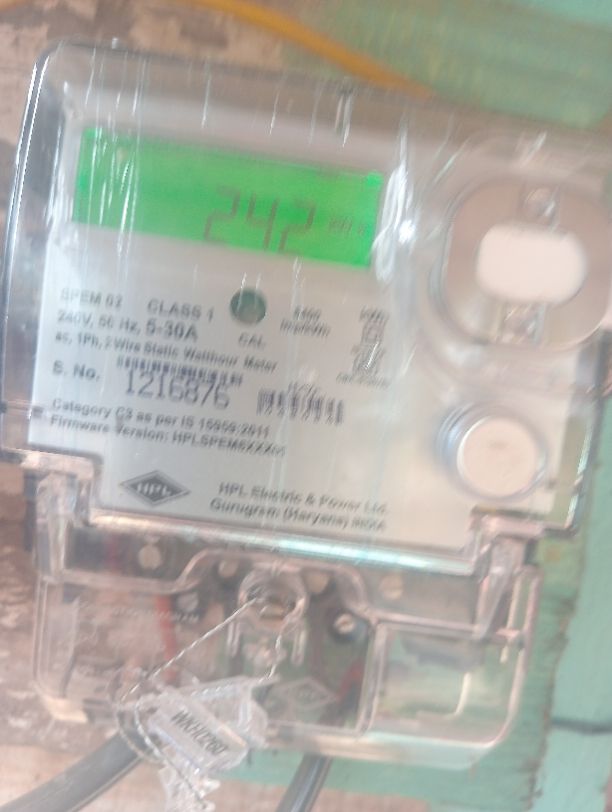 242
SPEM 02 CLASS 1
240V, 50 Hz, 5-30A
CAL
ac, 1Ph, 2 Wire Static Watthour Meter
S. No. 1216876
Category C3 as per IS 15959:2011
Firmware Version:
HPL
HPL Electric & Power Ltd.
Gurugram (Haryana)